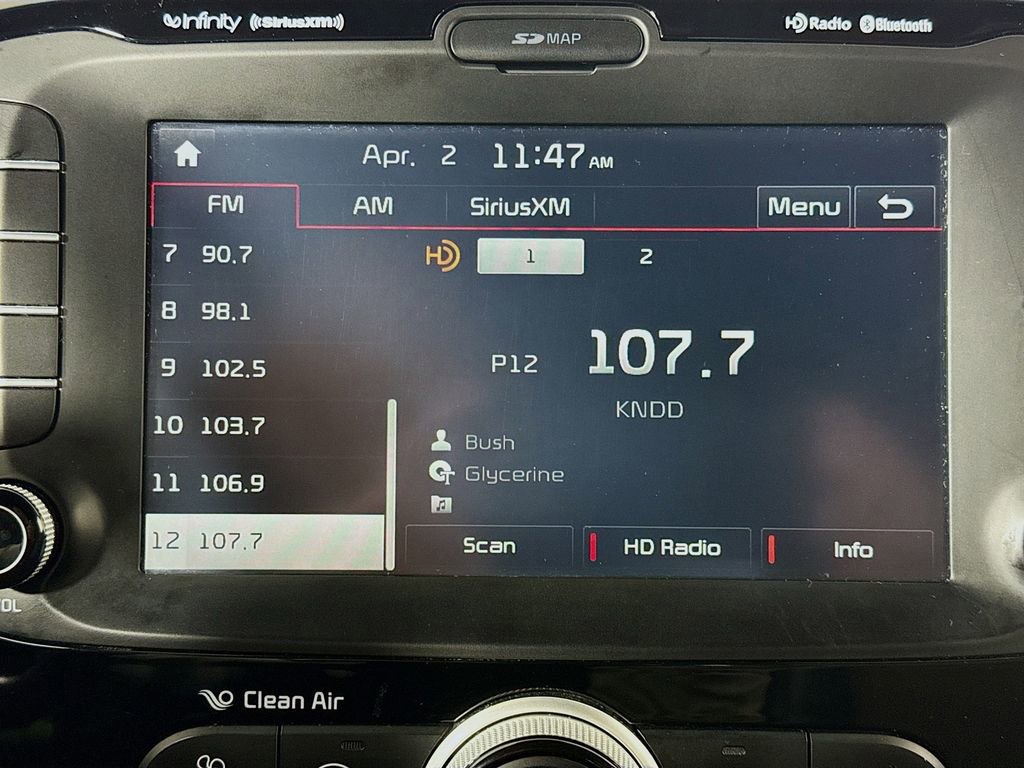 Infinity ((SiriusXM)) HD Radio Bluetooth
SD MAP
Apr. 2 11:47 AM
FM AM SiriusXM Menu
7 90.7
8 98.1
9 102.5
10 103.7
11 106.9
12 107.7
HD 1 2
P12 107.7
KNDD
Bush
Glycerine
Scan HD Radio Info
OL
Clean Air